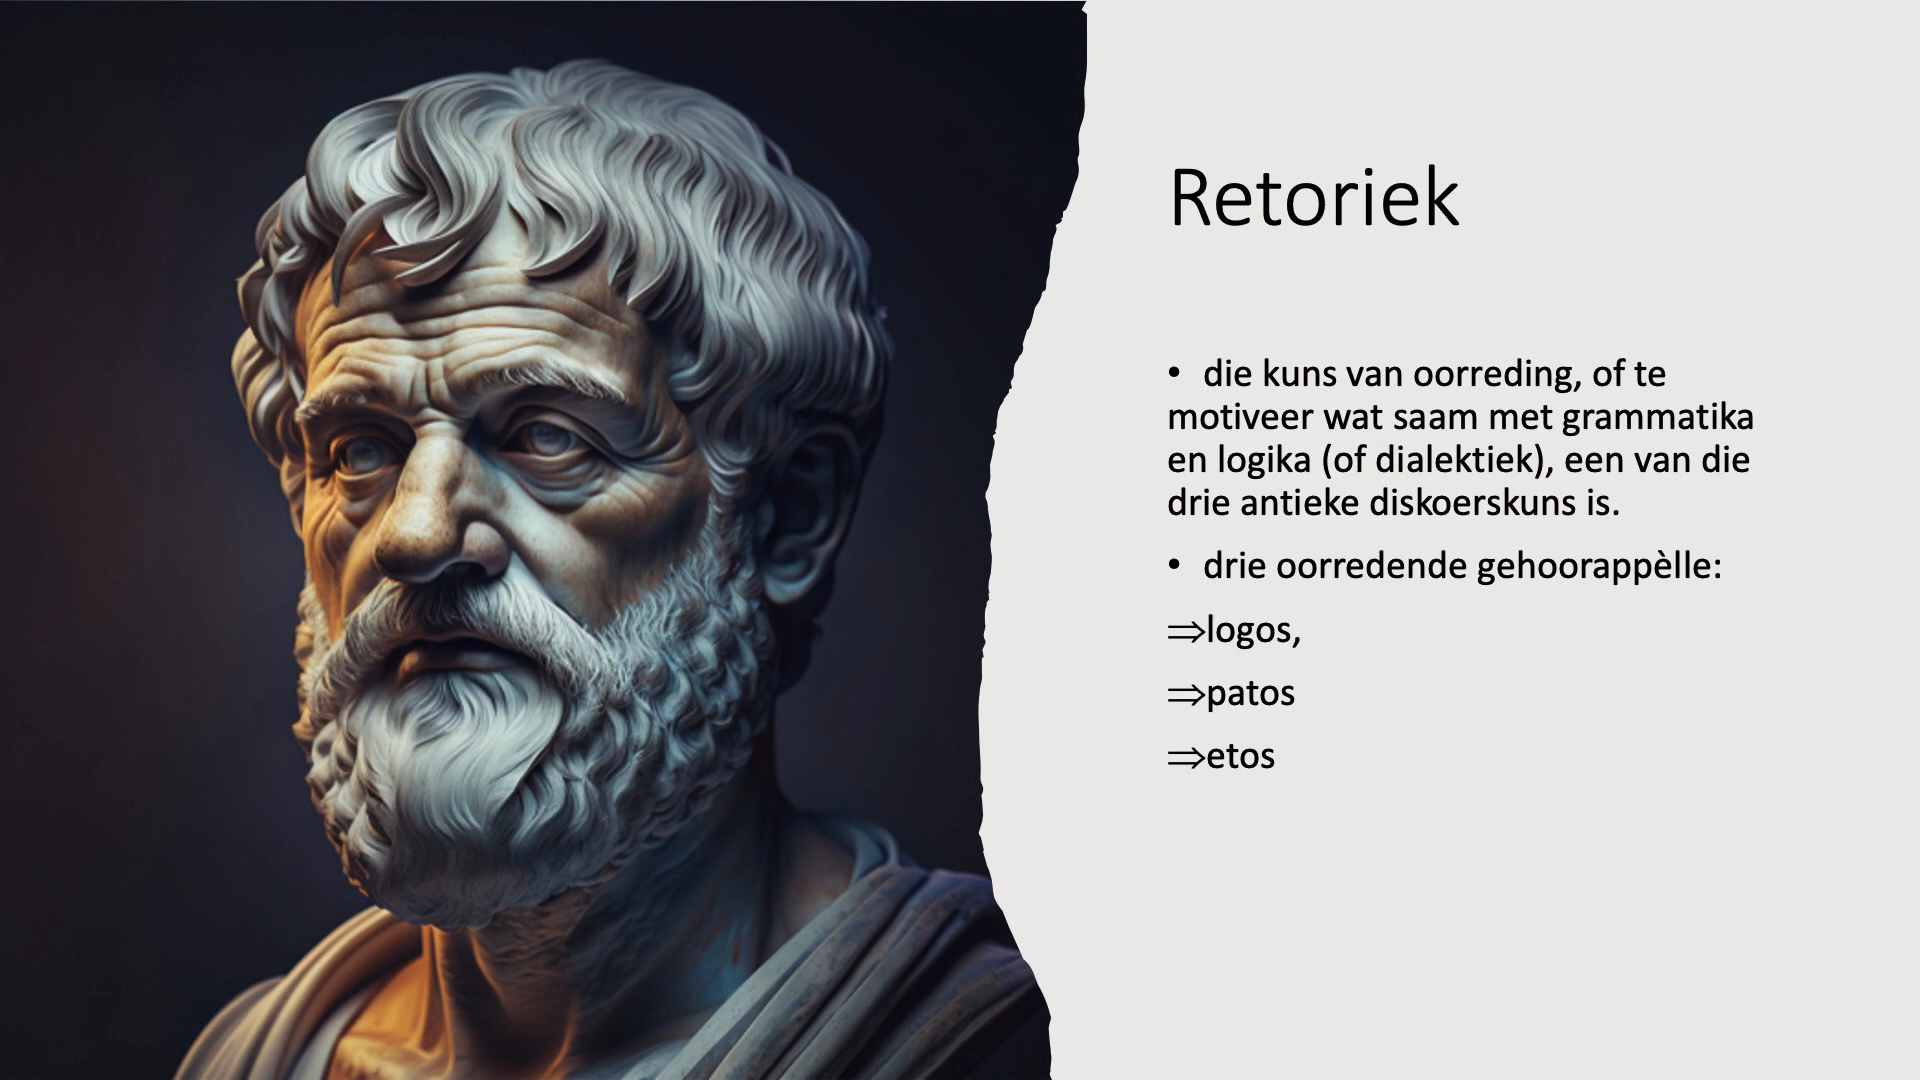 Retoriek
• die kuns van oorreding, of te
motiveer wat saam met grammatika
en logika (of dialektiek), een van die
drie antieke diskoerskuns is.
• drie oorredende gehoorappèlle:
⇒logos,
⇒patos
⇒etos